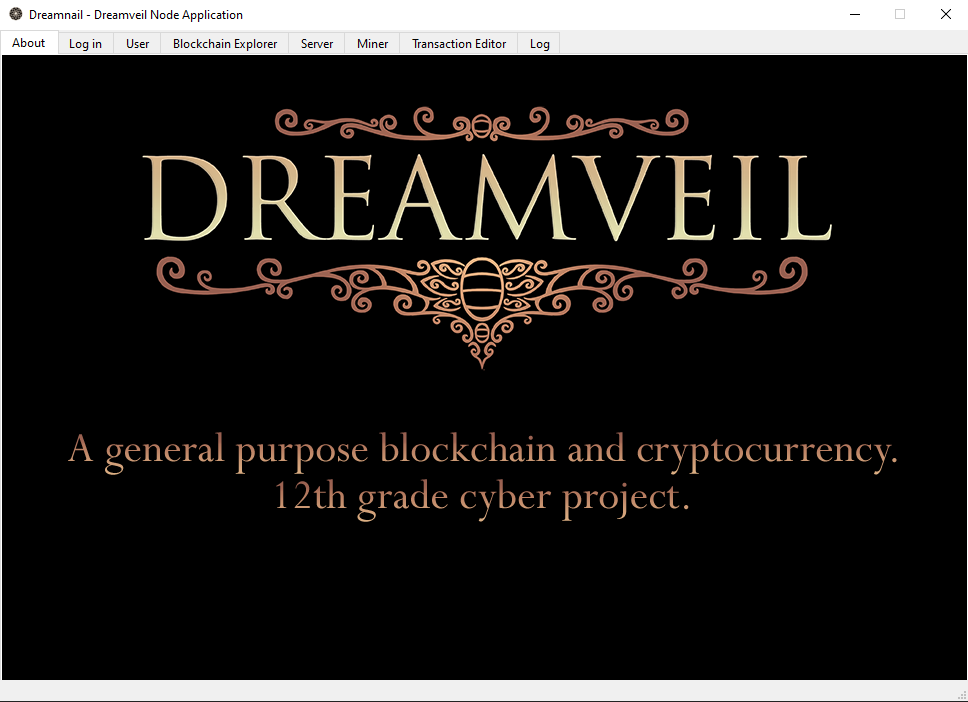 Dreamnail - Dreamveil Node Application
About Log in User Blockchain Explorer Server Miner Transaction Editor Log
DREAMVEIL
A general purpose blockchain and cryptocurrency.
12th grade cyber project.